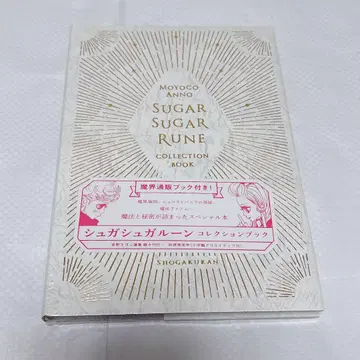 MOYOCO
ANNO
SUGAR
SUGAR
RUNE
COLLECTION
BOOK
魔界通販ブック付き!
魔法と秘密が詰まったスペシャル本
シュガシュガルーン コレクションブック
SHOGAKUKAN